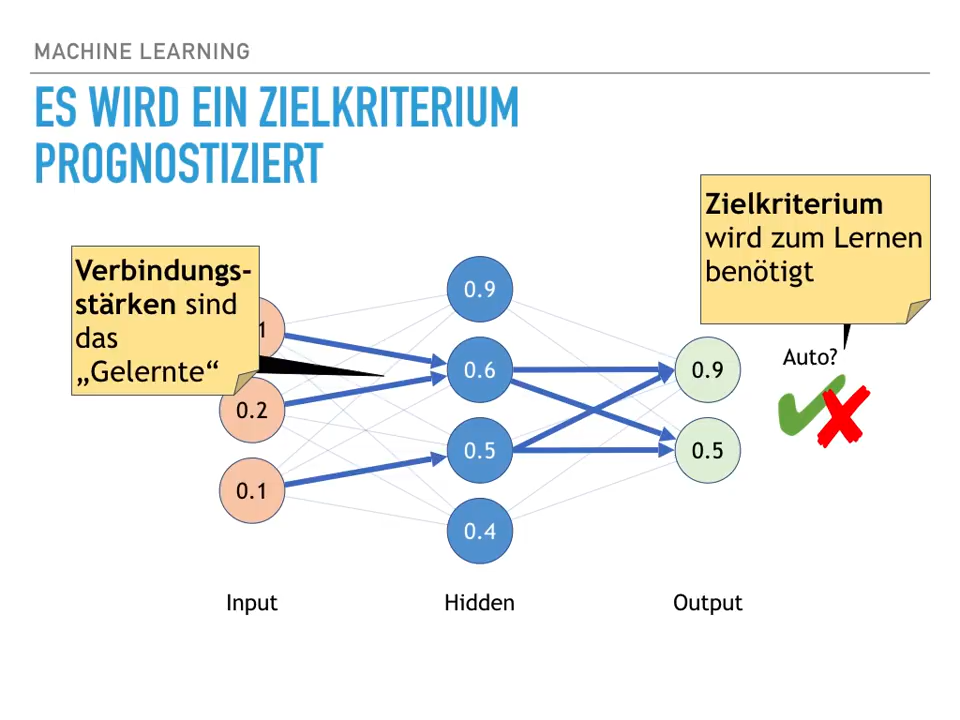 MACHINE LEARNING
ES WIRD EIN ZIELKRITERIUM
PROGNOSTIZIERT
Zielkriterium
wird zum Lernen
benötigt
Verbindungs-
stärken sind
das
„Gelernte“
1
0.2
0.1
0.9
0.6
0.5
0.4
0.9
0.5
Auto?
Input
Hidden
Output